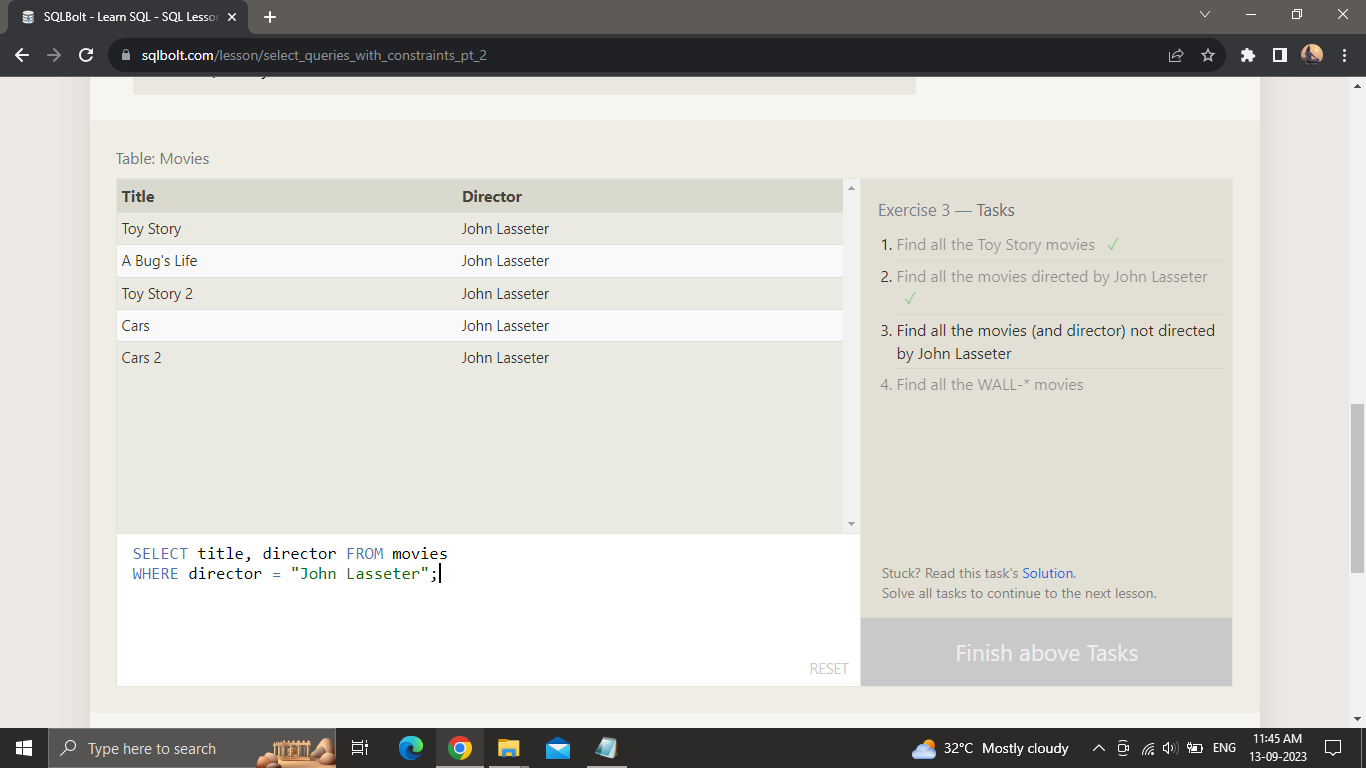 SQLBolt - Learn SQL - SQL Lesson
sqlbolt.com/lesson/select_queries_with_constraints_pt_2
Table: Movies
Title Director
Toy Story John Lasseter
A Bug's Life John Lasseter
Toy Story 2 John Lasseter
Cars John Lasseter
Cars 2 John Lasseter
SELECT title, director FROM movies
WHERE director = "John Lasseter";
RESET
Exercise 3 — Tasks
1. Find all the Toy Story movies ✓
2. Find all the movies directed by John Lasseter
✓
3. Find all the movies (and director) not directed
by John Lasseter
4. Find all the WALL-* movies
Stuck? Read this task's Solution.
Solve all tasks to continue to the next lesson.
Finish above Tasks
Type here to search
32°C Mostly cloudy
ENG
11:45 AM
13-09-2023